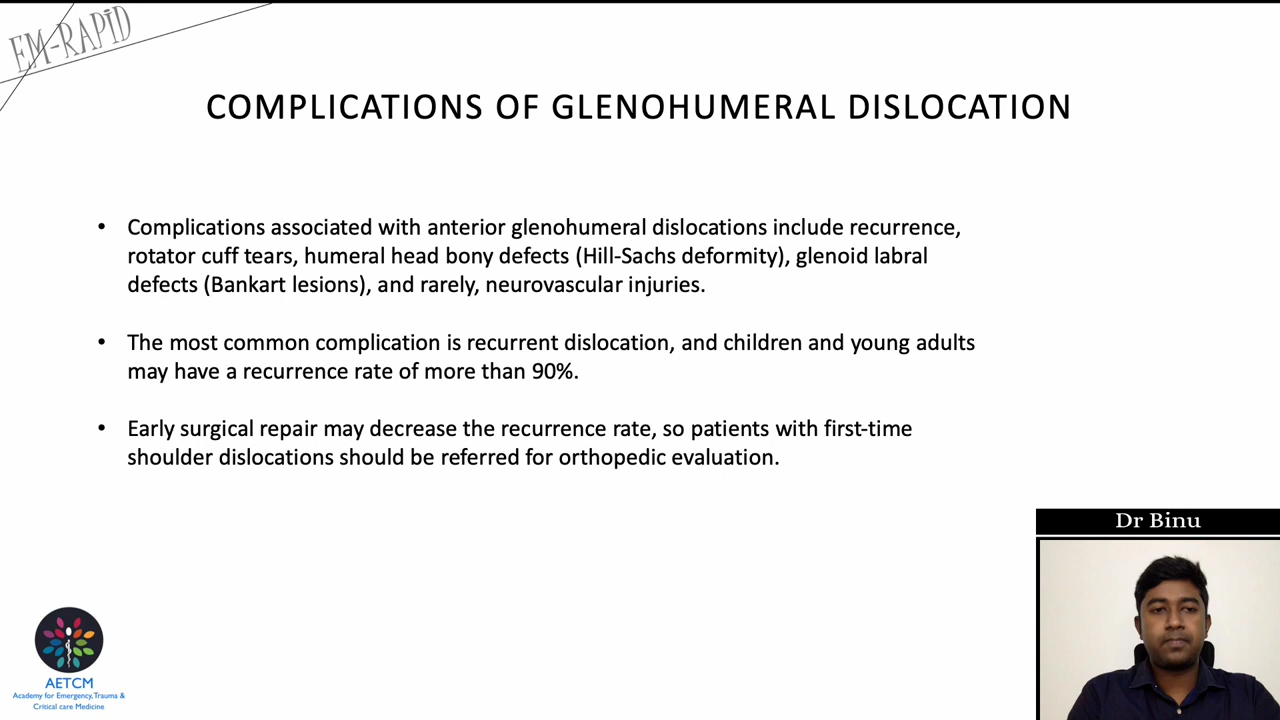 EM-RAPID
COMPLICATIONS OF GLENOHUMERAL DISLOCATION
• Complications associated with anterior glenohumeral dislocations include recurrence,
rotator cuff tears, humeral head bony defects (Hill-Sachs deformity), glenoid labral
defects (Bankart lesions), and rarely, neurovascular injuries.
• The most common complication is recurrent dislocation, and children and young adults
may have a recurrence rate of more than 90%.
• Early surgical repair may decrease the recurrence rate, so patients with first-time
shoulder dislocations should be referred for orthopedic evaluation.
Dr Binu
AETCM
Academy for Emergency,Trauma &
Critical care Medicine